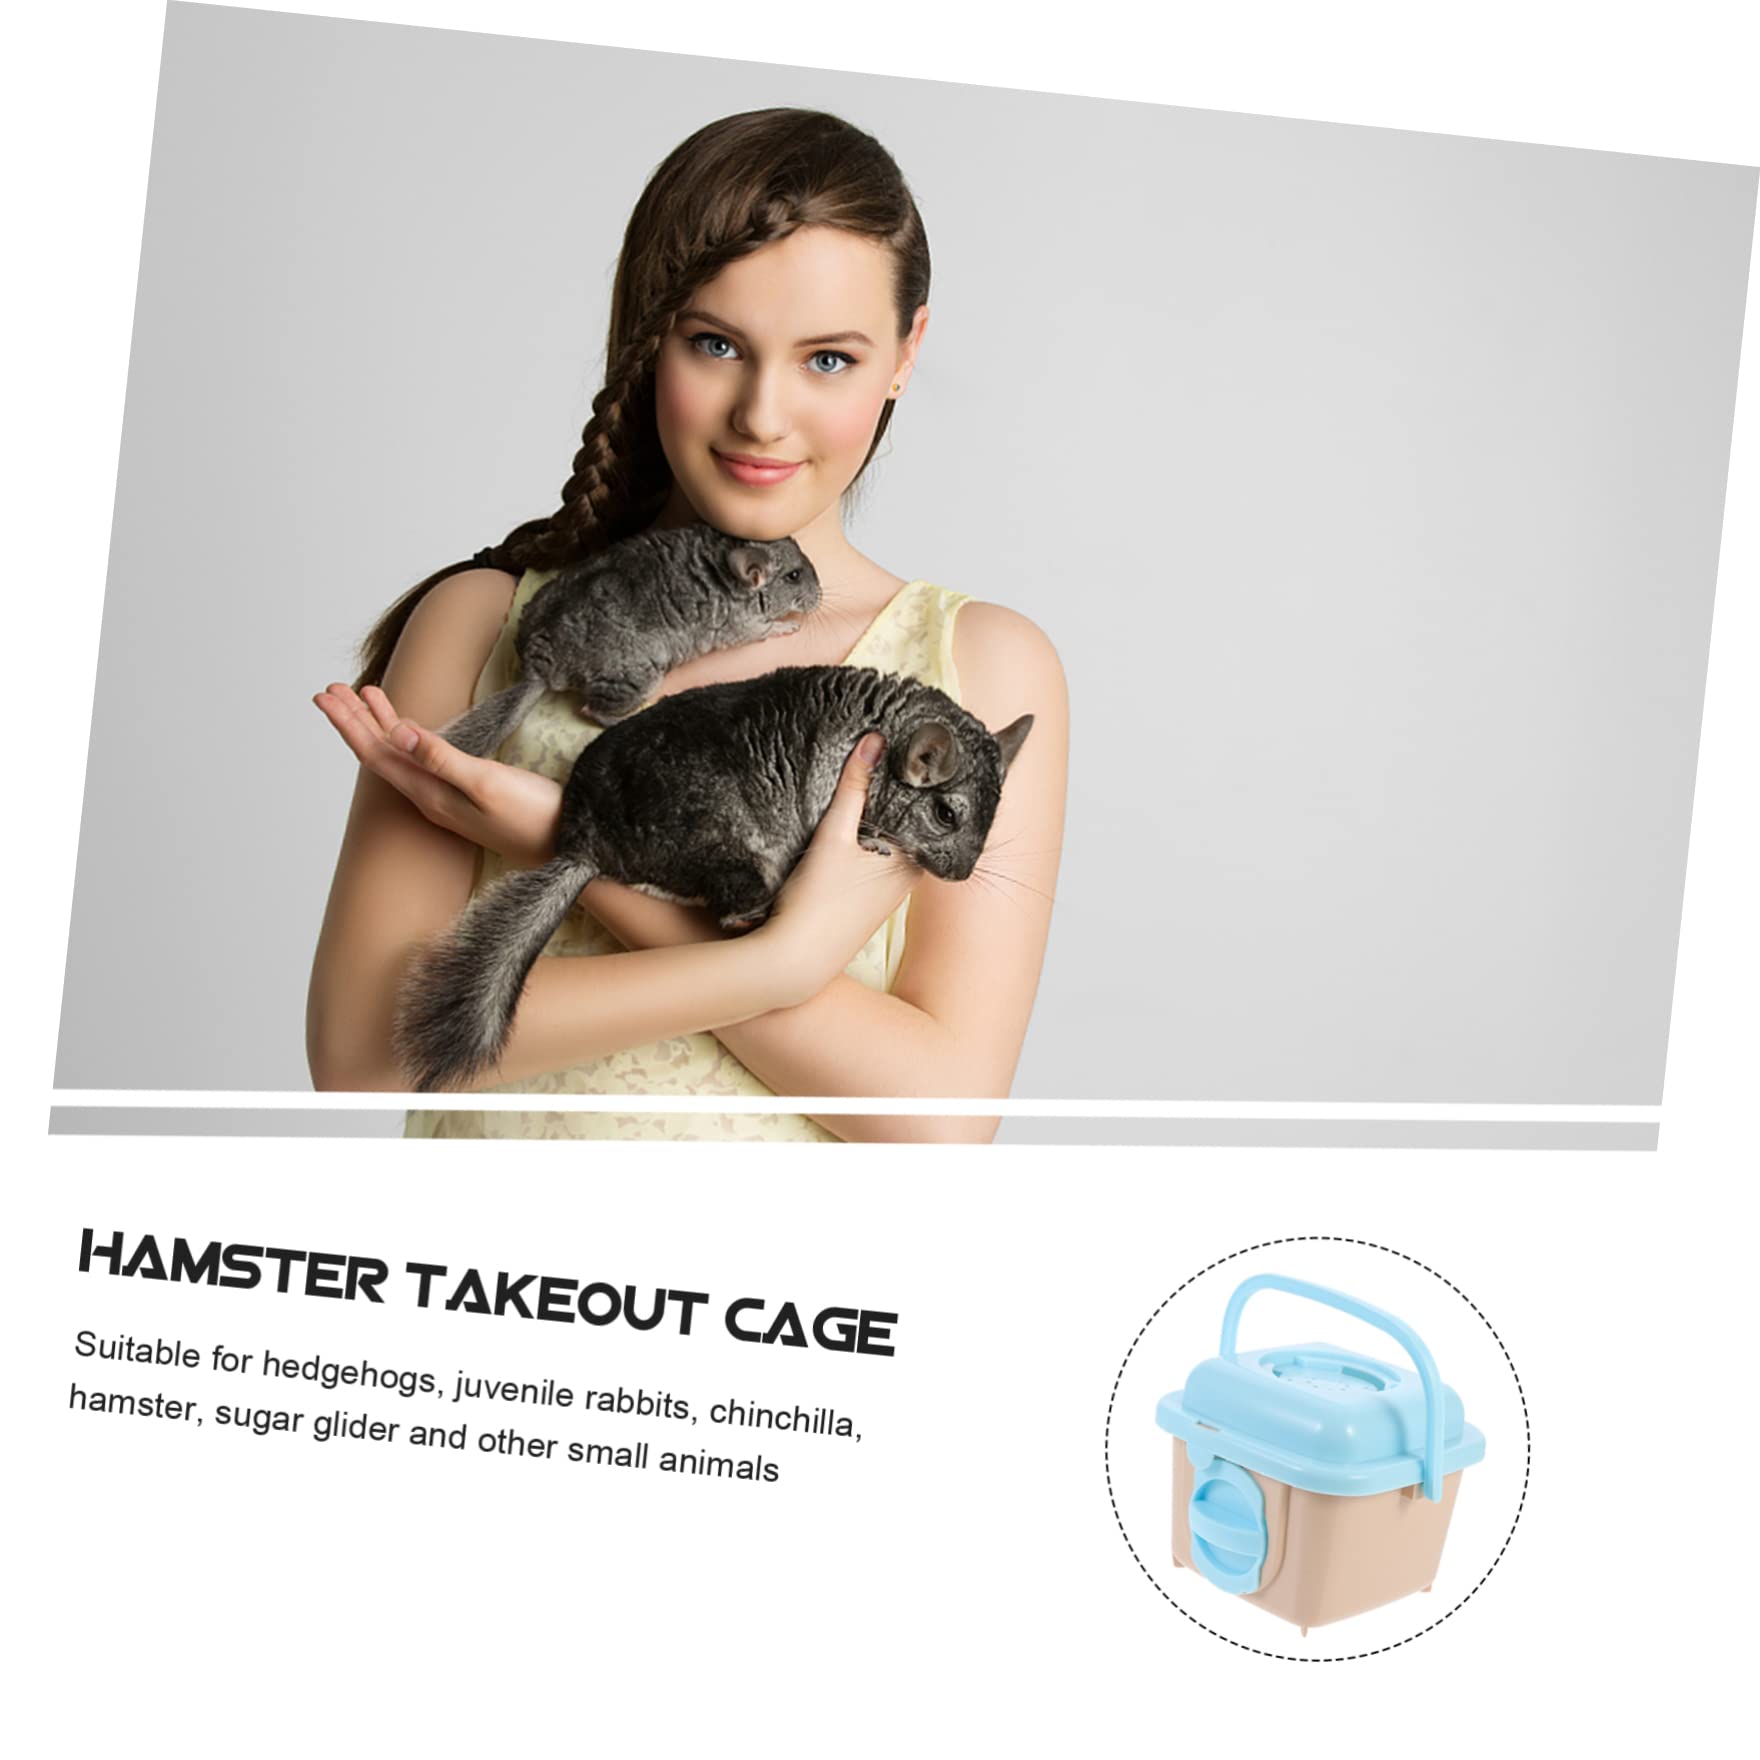 HAMSTER TAKEOUT CAGE
Suitable for hedgehogs, juvenile rabbits, chinchilla,
hamster, sugar glider and other small animals